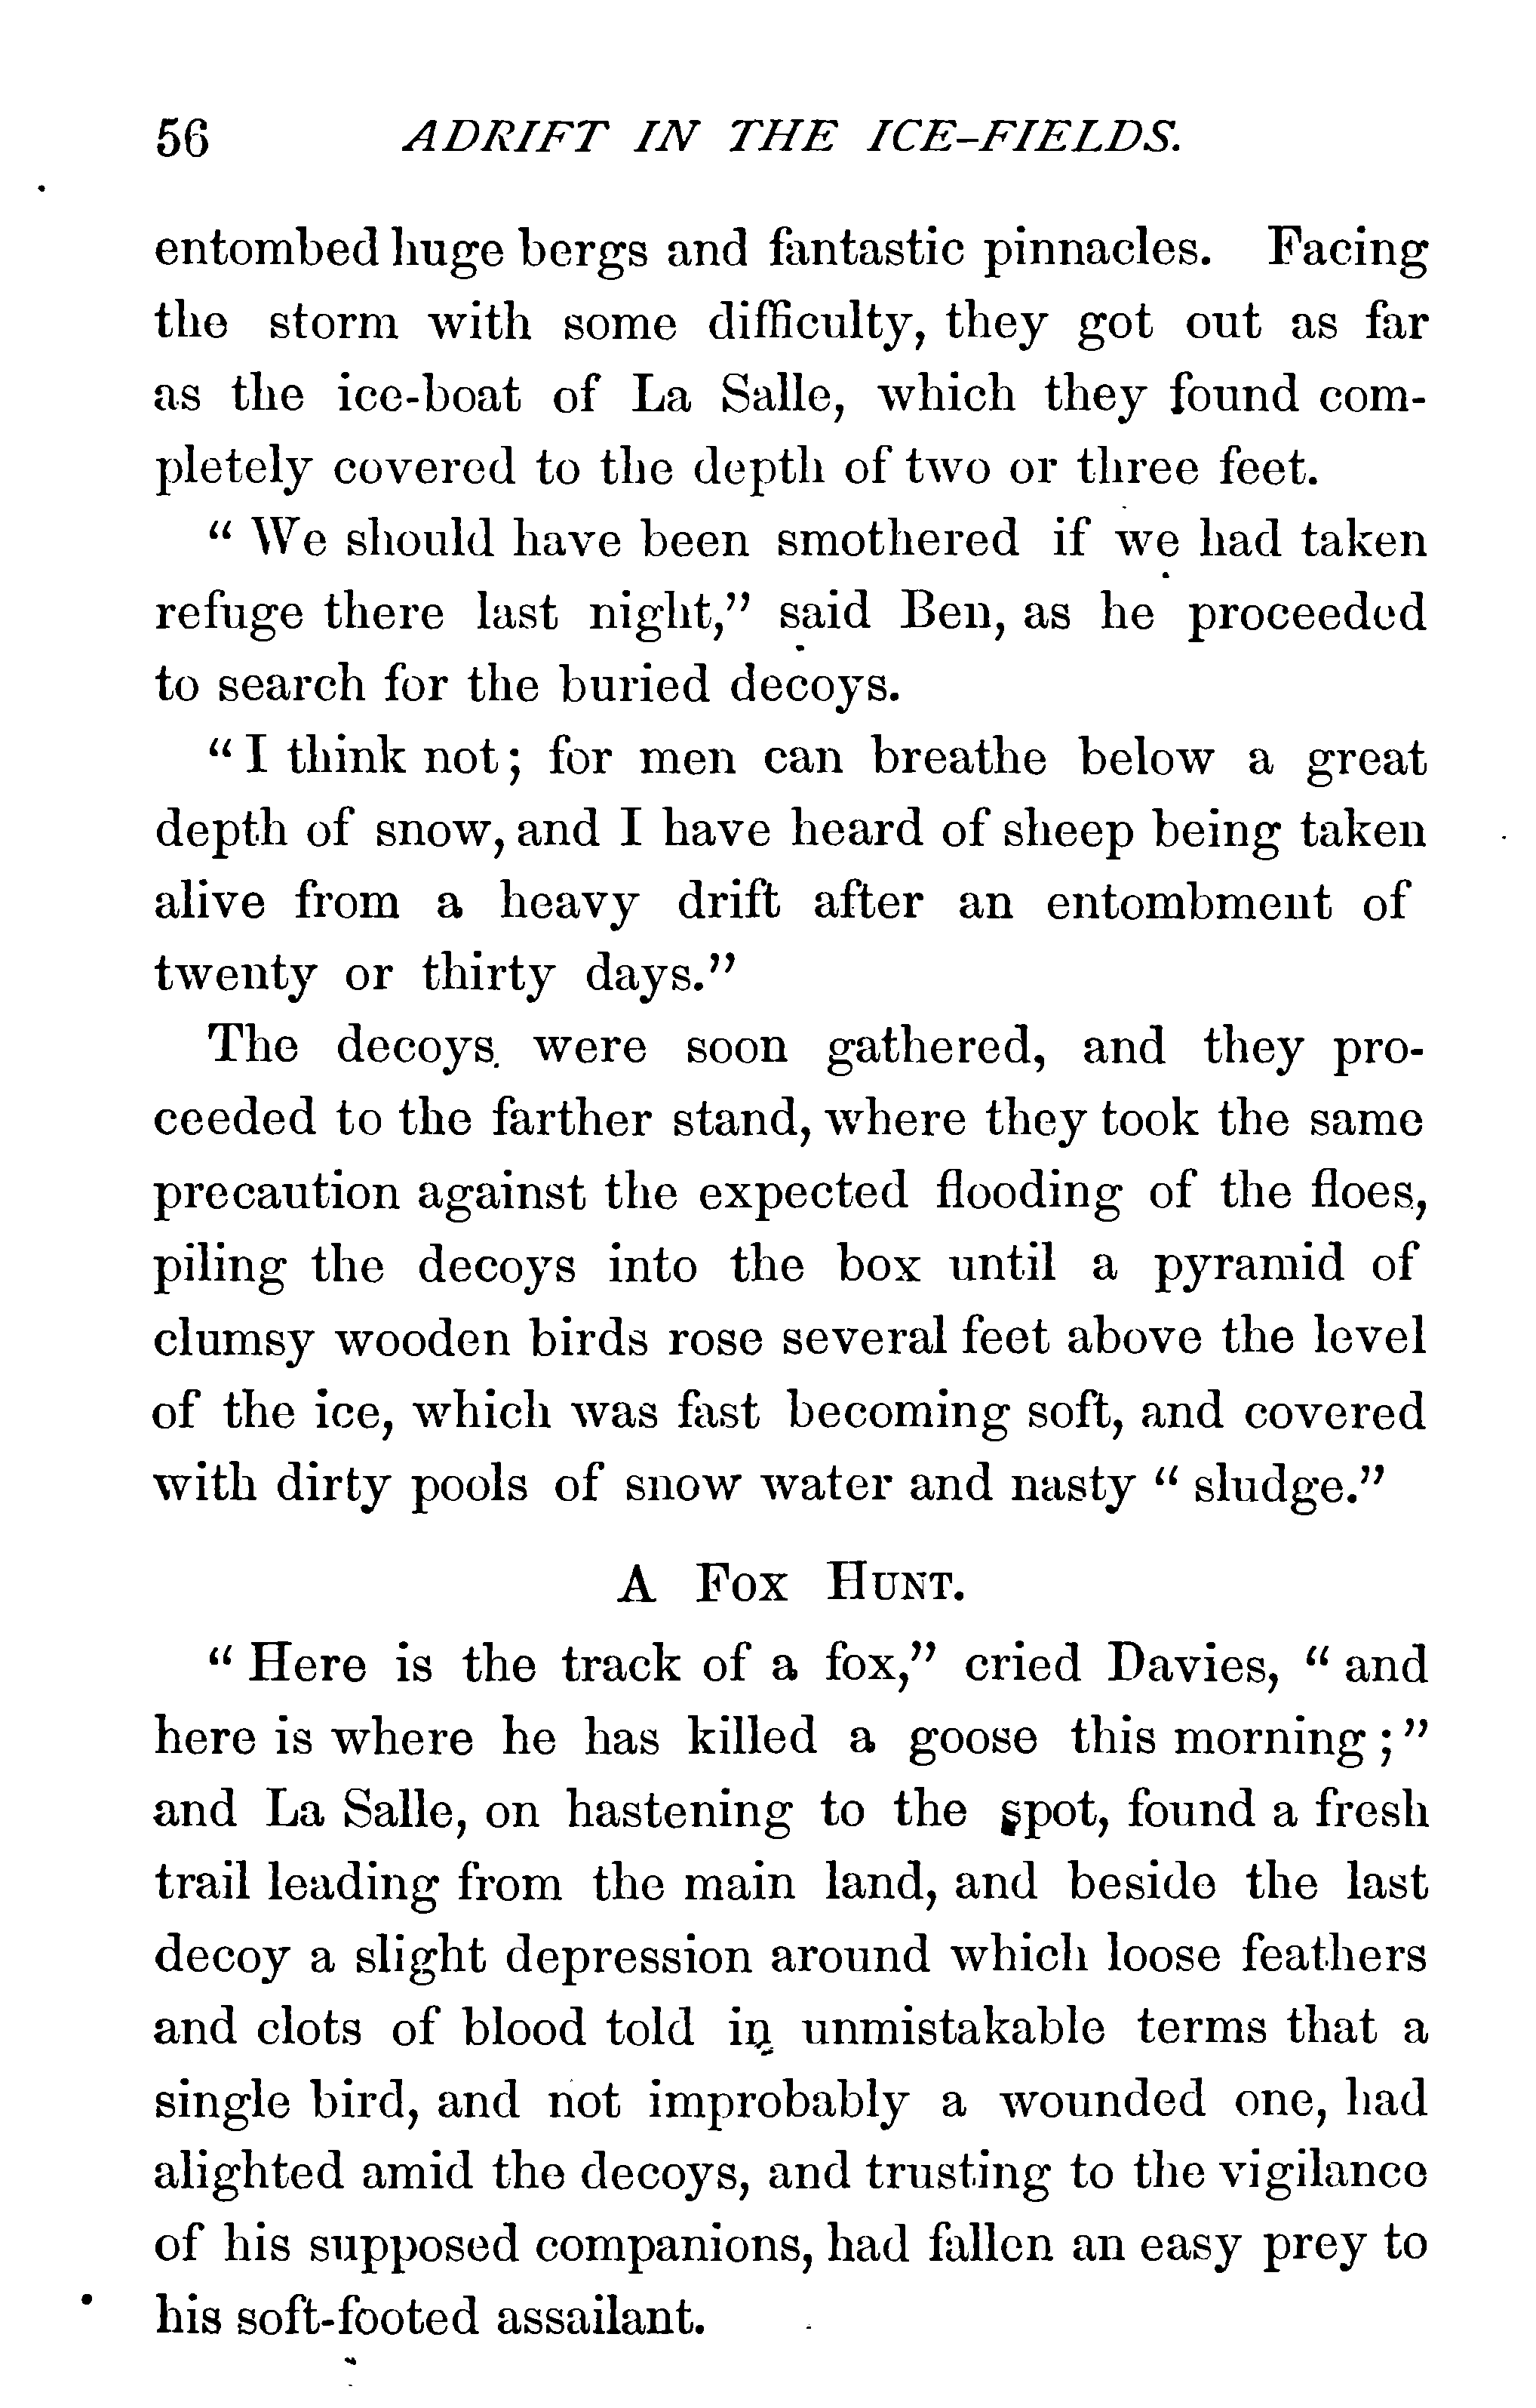 56 ADRIFT IN THE ICE-FIELDS.
entombed huge bergs and fantastic pinnacles. Facing
the storm with some difficulty, they got out as far
as the ice-boat of La Salle, which they found com-
pletely covered to the depth of two or three feet.
“ We should have been smothered if we had taken
refuge there last night,” said Ben, as he proceeded
to search for the buried decoys.
“ I think not ; for men can breathe below a great
depth of snow, and I have heard of sheep being taken
alive from a heavy drift after an entombment of
twenty or thirty days.”
The decoys. were soon gathered, and they pro-
ceeded to the farther stand, where they took the same
precaution against the expected flooding of the floes,
piling the decoys into the box until a pyramid of
clumsy wooden birds rose several feet above the level
of the ice, which was fast becoming soft, and covered
with dirty pools of snow water and nasty “ sludge.”
A FOX HUNT.
“ Here is the track of a fox,” cried Davies, “ and
here is where he has killed a goose this morning ; ”
and La Salle, on hastening to the spot, found a fresh
trail leading from the main land, and beside the last
decoy a slight depression around which loose feathers
and clots of blood told in unmistakable terms that a
single bird, and not improbably a wounded one, had
alighted amid the decoys, and trusting to the vigilance
of his supposed companions, had fallen an easy prey to
his soft-footed assailant.